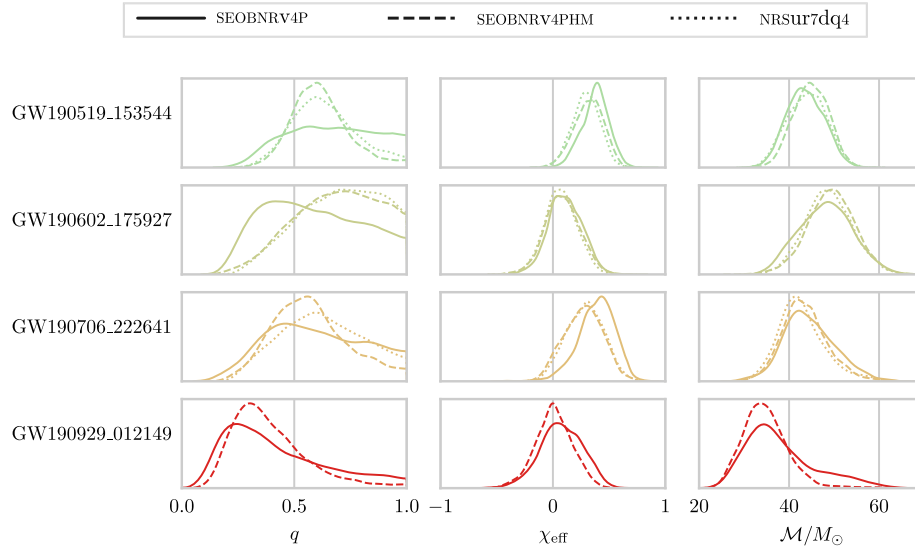 SEOBNRv4P SEOBNRv4PHM NRSur7dq4
GW190519_153544
GW190602_175927
GW190706_222641
GW190929_012149
0.0 0.5 1.0 −1 0 1 20 40 60
q χeff ℳ/M⊙